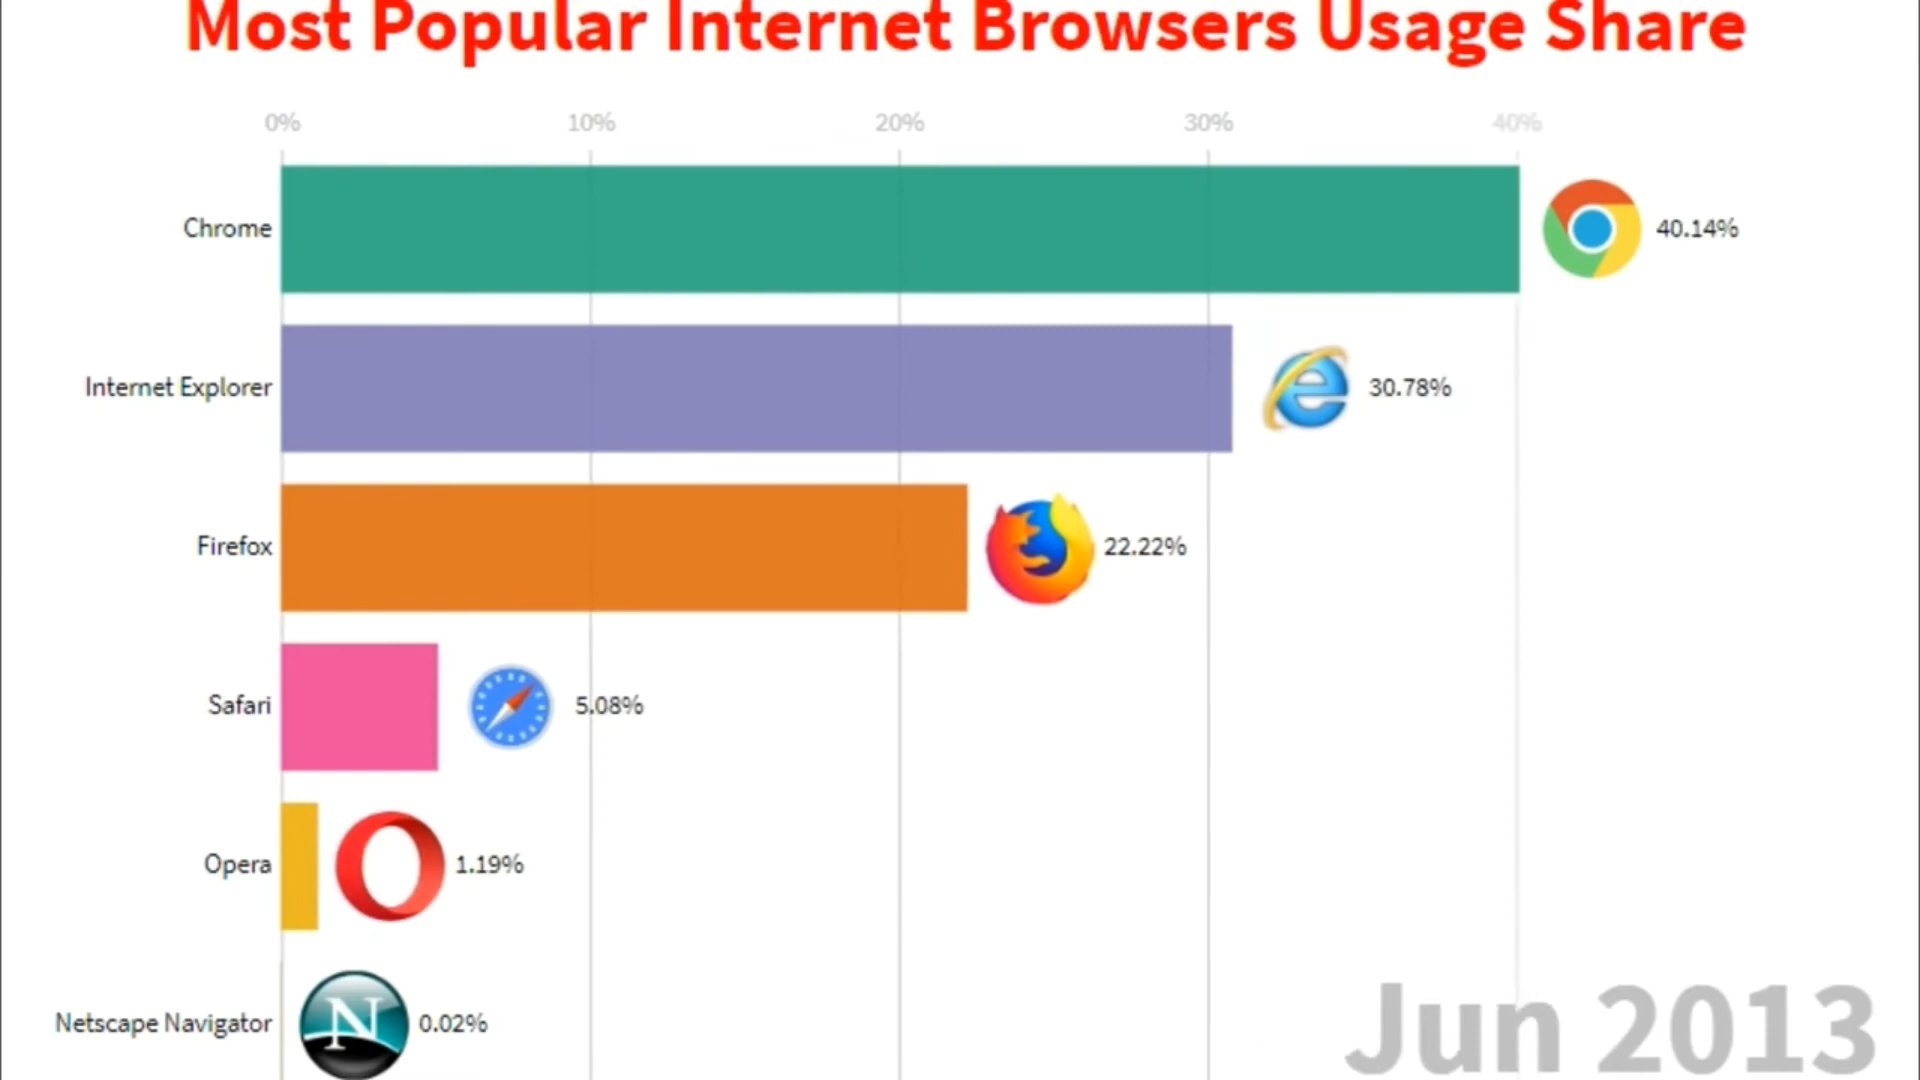 Most Popular Internet Browsers Usage Share
0% 10% 20% 30% 40%
Chrome 40.14%
Internet Explorer 30.78%
Firefox 22.22%
Safari 5.08%
Opera 1.19%
Netscape Navigator N 0.02%
Jun 2013